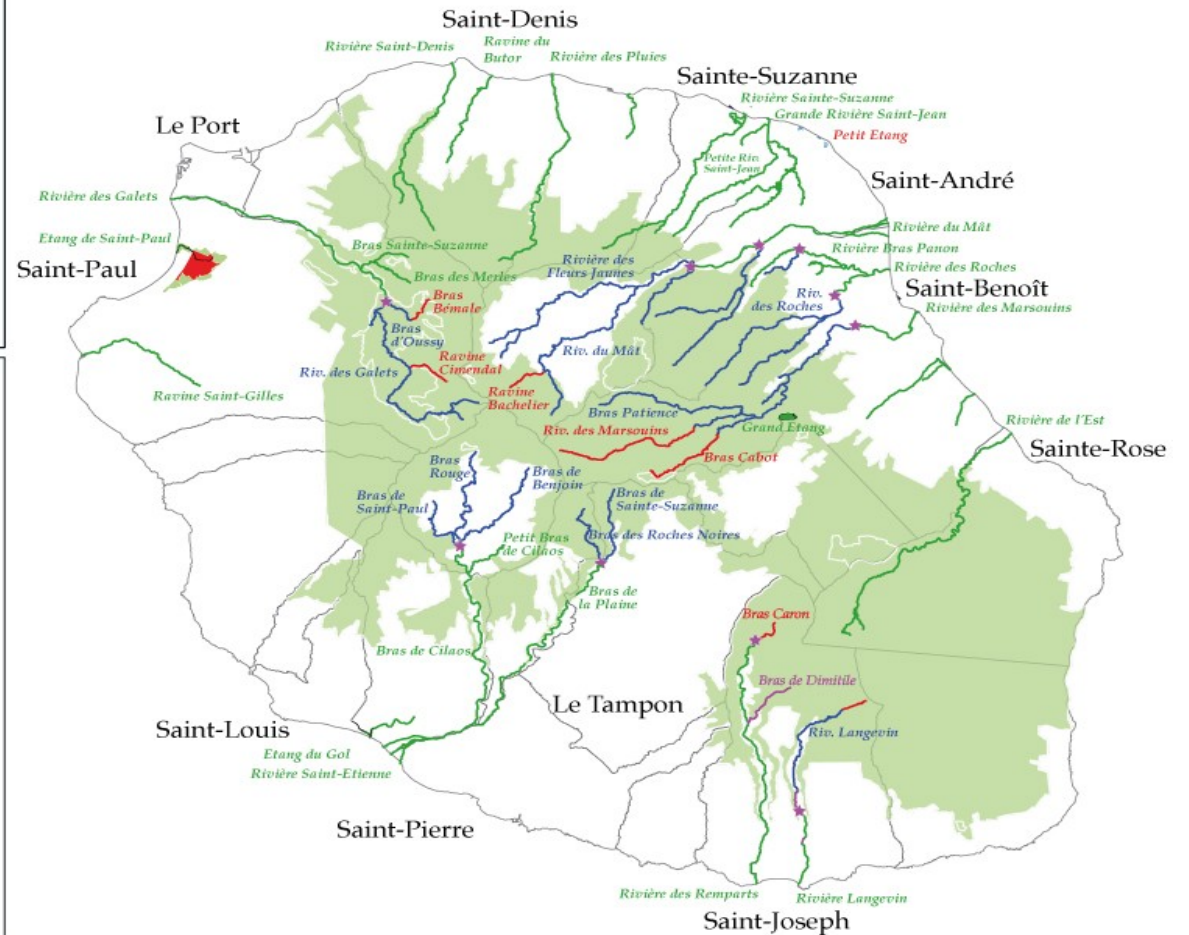 Saint-Denis
Rivière Saint-Denis
Ravine du
Butor
Rivière des Pluies
Sainte-Suzanne
Rivière Sainte-Suzanne
Grande Rivière Saint-Jean
Petit Etang
Le Port
Petite Riv.
Saint-Jean
Saint-André
Rivière des Galets
Rivière du Mât
Etang de Saint-Paul
Bras Sainte-Suzanne
Rivière Bras Panon
Saint-Paul
Rivière des
Fleurs Jaunes
Rivière des Roches
Bras des Merles
Saint-Benoît
Bras
Bémale
Riv.
des Roches
Rivière des Marsouins
Bras
d'Oussy
Riv. du Mât
Ravine
Cimendal
Riv. des Galets
Ravine Saint-Gilles
Ravine
Bachelier
Bras Patience
Grand Etang
Rivière de l'Est
Riv. des Marsouins
Sainte-Rose
Bras Cabot
Bras
Rouge
Bras de
Benjoin
Bras de
Saint-Paul
Bras de
Sainte-Suzanne
Bras des Roches Noires
Petit Bras
de Cilaos
Bras de
la Plaine
Bras Caron
Bras de Cilaos
Bras de Dimitile
Le Tampon
Saint-Louis
Riv. Langevin
Etang du Gol
Rivière Saint-Etienne
Saint-Pierre
Rivière des Remparts
Rivière Langevin
Saint-Joseph